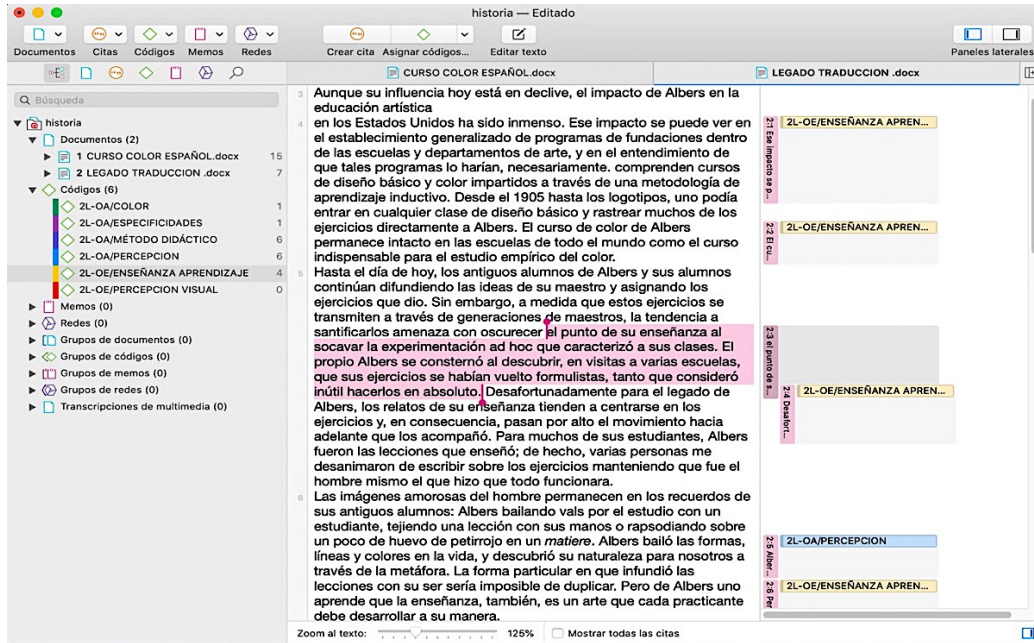 historia — Editado
Documentos
Citas
Códigos
Memos
Redes
Crear cita
Asignar códigos...
Editar texto
Paneles laterales
Búsqueda
historia
Documentos (2)
1 CURSO COLOR ESPAÑOL.docx 15
2 LEGADO TRADUCCION .docx 7
Códigos (6)
2L-OA/COLOR 1
2L-OA/ESPECIFICIDADES 1
2L-OA/MÉTODO DIDÁCTICO 6
2L-OA/PERCEPCION 6
2L-OE/ENSEÑANZA APRENDIZAJE 4
2L-OE/PERCEPCION VISUAL 0
Memos (0)
Redes (0)
Grupos de documentos (0)
Grupos de códigos (0)
Grupos de memos (0)
Grupos de redes (0)
Transcripciones de multimedia (0)
CURSO COLOR ESPAÑOL.docx
LEGADO TRADUCCION .docx
3 Aunque su influencia hoy está en declive, el impacto de Albers en la
educación artística
4 en los Estados Unidos ha sido inmenso. Ese impacto se puede ver en
el establecimiento generalizado de programas de fundaciones dentro
de las escuelas y departamentos de arte, y en el entendimiento de
que tales programas lo harían, necesariamente. comprenden cursos
de diseño básico y color impartidos a través de una metodología de
aprendizaje inductivo. Desde el 1905 hasta los logotipos, uno podía
entrar en cualquier clase de diseño básico y rastrear muchos de los
ejercicios directamente a Albers. El curso de color de Albers
permanece intacto en las escuelas de todo el mundo como el curso
indispensable para el estudio empírico del color.
5 Hasta el día de hoy, los antiguos alumnos de Albers y sus alumnos
continúan difundiendo las ideas de su maestro y asignando los
ejercicios que dio. Sin embargo, a medida que estos ejercicios se
transmiten a través de generaciones de maestros, la tendencia a
santificarlos amenaza con oscurecer el punto de su enseñanza al
socavar la experimentación ad hoc que caracterizó a sus clases. El
propio Albers se consternó al descubrir, en visitas a varias escuelas,
que sus ejercicios se habían vuelto formulistas, tanto que consideró
inútil hacerlos en absoluto. Desafortunadamente para el legado de
Albers, los relatos de su enseñanza tienden a centrarse en los
ejercicios y, en consecuencia, pasan por alto el movimiento hacia
adelante que los acompañó. Para muchos de sus estudiantes, Albers
fueron las lecciones que enseñó; de hecho, varias personas me
desanimaron de escribir sobre los ejercicios manteniendo que fue el
hombre mismo el que hizo que todo funcionara.
6 Las imágenes amorosas del hombre permanecen en los recuerdos de
sus antiguos alumnos: Albers bailando vals por el estudio con un
estudiante, tejiendo una lección con sus manos o rapsodiando sobre
un poco de huevo de petirrojo en un matiere. Albers bailó las formas,
líneas y colores en la vida, y descubrió su naturaleza para nosotros a
través de la metáfora. La forma particular en que infundió las
lecciones con su ser sería imposible de duplicar. Pero de Albers uno
aprende que la enseñanza, también, es un arte que cada practicante
debe desarrollar a su manera.
2:1 Ese impacto se p...
2L-OE/ENSEÑANZA APREN...
2:2 El cu...
2L-OE/ENSEÑANZA APREN...
2:3 el punto de s...
2:4 Desafort...
2L-OE/ENSEÑANZA APREN...
2:5 Alber...
2L-OA/PERCEPCION
2:6 Per
2L-OE/ENSEÑANZA APREN...
Zoom al texto:
125%
Mostrar todas las citas